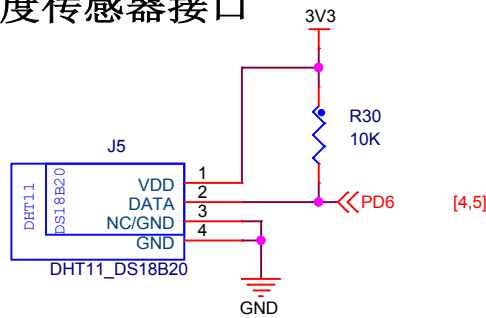 度传感器接口
3V3
R30
10K
J5
DHT11
DS18B20
VDD 1
DATA 2
NC/GND 3
GND 4
PD6 [4,5]
DHT11_DS18B20
GND